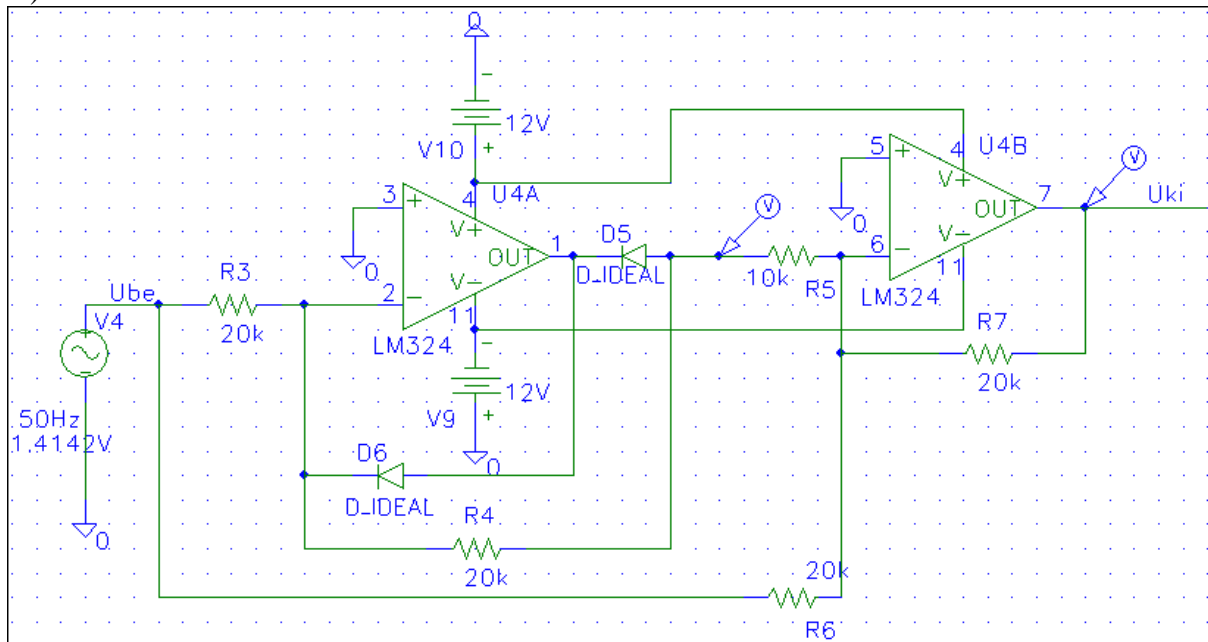 0
12V
V10
U4A
3
4
V+
0
OUT
1
2
V-
11
LM324
D5
D_IDEAL
V
10k
R5
5
4
U4B
V+
0
OUT
7
6
V-
11
LM324
V
Uki
R7
20k
Ube
R3
20k
V4
50Hz
1.4142V
0
12V
V9
0
D6
D_IDEAL
R4
20k
20k
R6